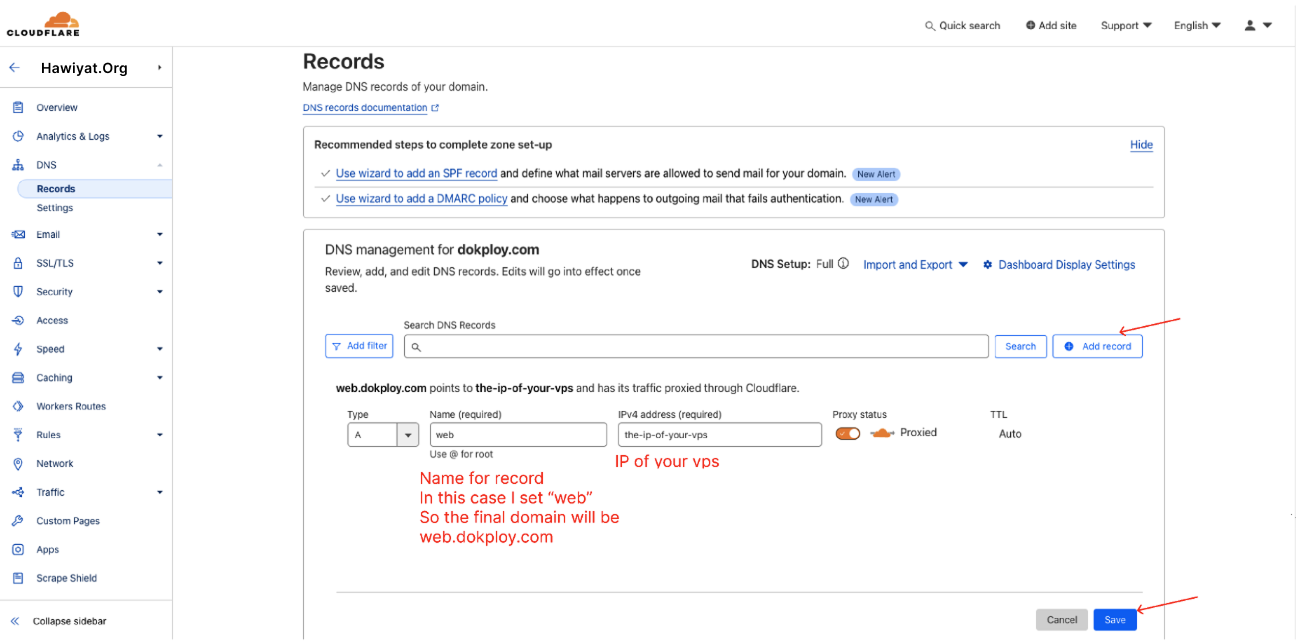 CLOUDFLARE
Quick search
Add site
Support
English
Hawiyat.Org
Overview
Analytics & Logs
DNS
Records
Settings
Email
SSL/TLS
Security
Access
Speed
Caching
Workers Routes
Rules
Network
Traffic
Custom Pages
Apps
Scrape Shield
Collapse sidebar
Records
Manage DNS records of your domain.
DNS records documentation
Recommended steps to complete zone set-up
Hide
Use wizard to add an SPF record and define what mail servers are allowed to send mail for your domain. New Alert
Use wizard to add a DMARC policy and choose what happens to outgoing mail that fails authentication. New Alert
DNS management for dokploy.com
Review, add, and edit DNS records. Edits will go into effect once
saved.
DNS Setup: Full
Import and Export
Dashboard Display Settings
Search DNS Records
Add filter
Search
Add record
web.dokploy.com points to the-ip-of-your-vps and has its traffic proxied through Cloudflare.
Type
Name (required)
IPv4 address (required)
Proxy status
TTL
A
web
the-ip-of-your-vps
Proxied
Auto
Use @ for root
IP of your vps
Name for record
In this case I set “web”
So the final domain will be
web.dokploy.com
Cancel
Save